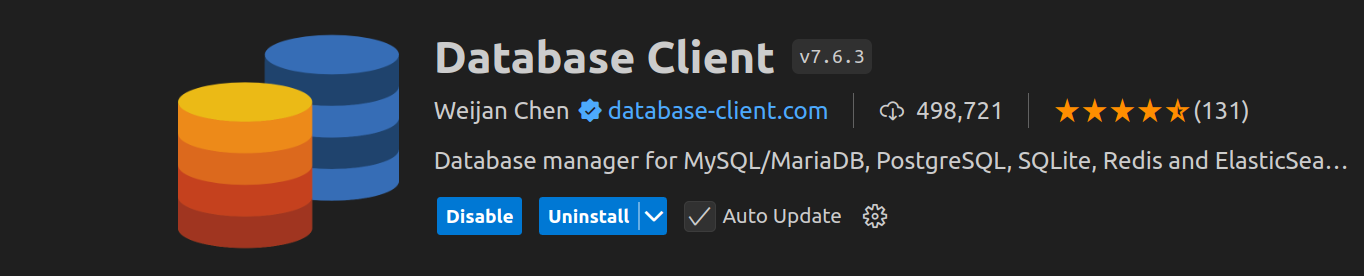 Database Client v7.6.3
Weijan Chen database-client.com 498,721 (131)
Database manager for MySQL/MariaDB, PostgreSQL, SQLite, Redis and ElasticSea…
Disable Uninstall Auto Update